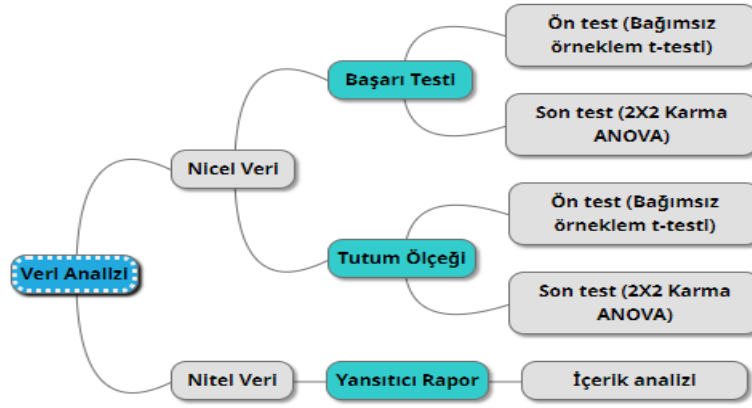 Veri Analizi
Nicel Veri
Başarı Testi
Ön test (Bağımsız
örneklem t-testi)
Son test (2X2 Karma
ANOVA)
Tutum Ölçeği
Ön test (Bağımsız
örneklem t-testi)
Son test (2X2 Karma
ANOVA)
Nitel Veri
Yansıtıcı Rapor
İçerik analizi